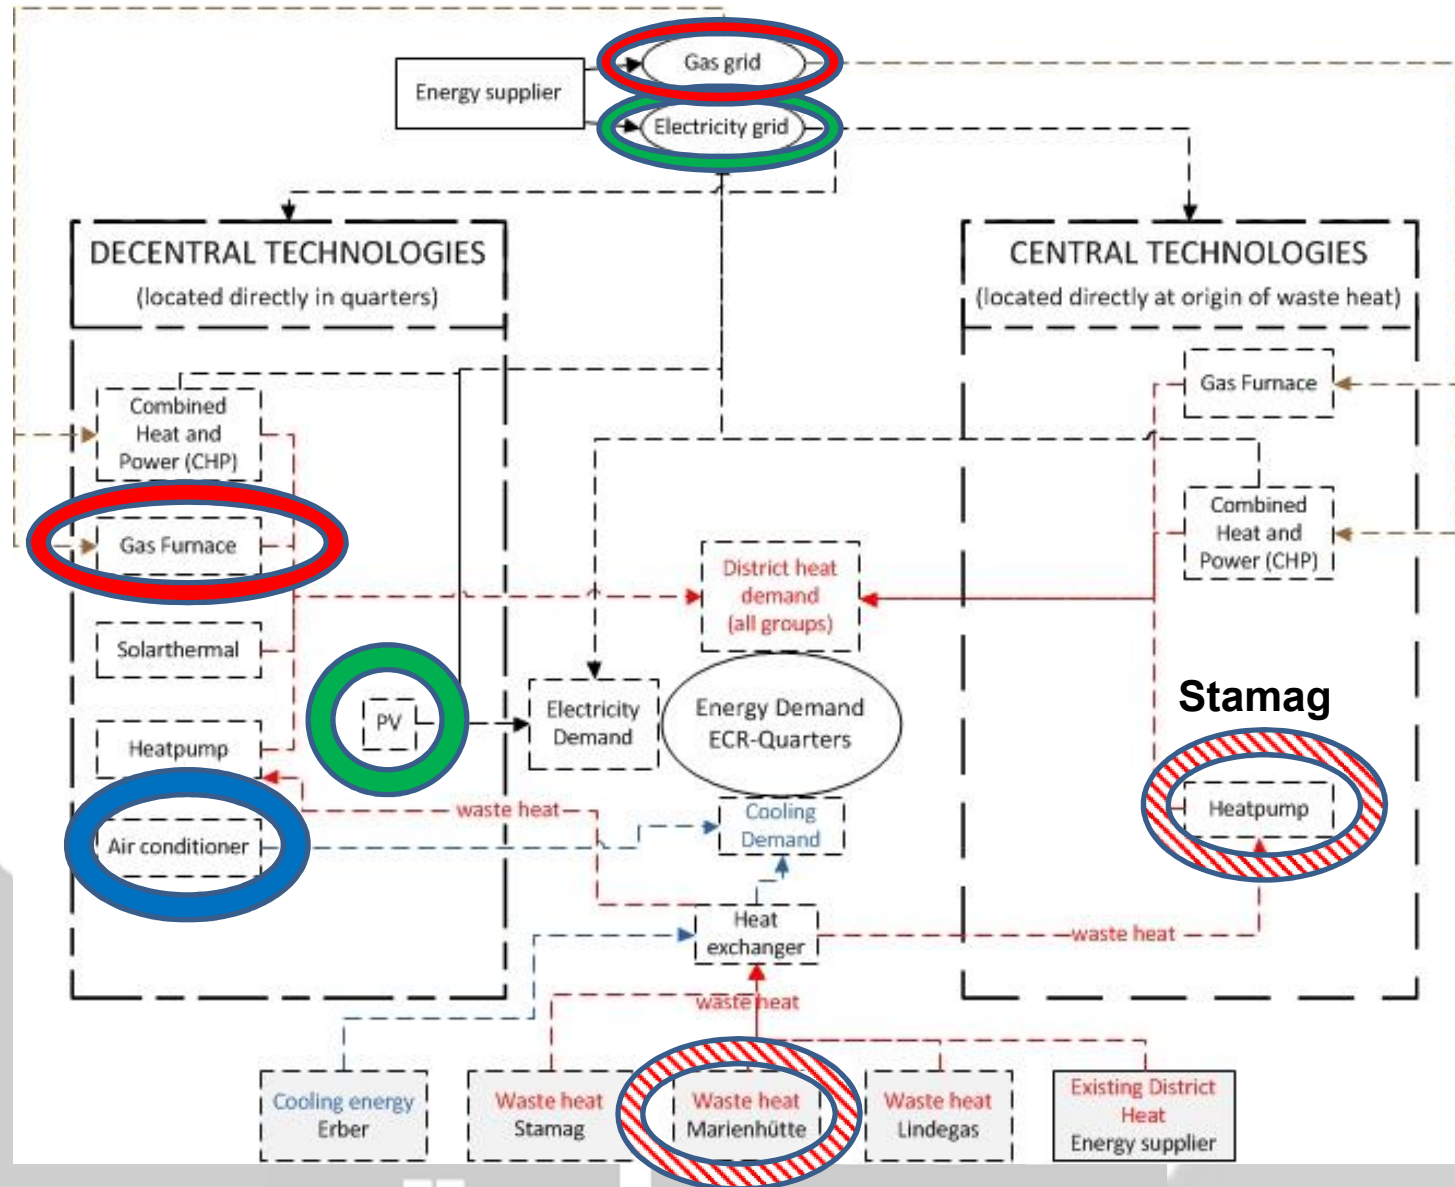 Gas grid
Energy supplier
Electricity grid
DECENTRAL TECHNOLOGIES
(located directly in quarters)
CENTRAL TECHNOLOGIES
(located directly at origin of waste heat)
Combined
Heat and
Power (CHP)
Gas Furnace
Solarthermal
PV
Heatpump
Air conditioner
Gas Furnace
Combined
Heat and
Power (CHP)
District heat
demand
(all groups)
Electricity
Demand
Energy Demand
ECR-Quarters
Stamag
Heatpump
waste heat
Cooling
Demand
Heat
exchanger
waste heat
waste heat
Cooling energy
Erber
Waste heat
Stamag
Waste heat
Marienhütte
Waste heat
Lindegas
Existing District
Heat
Energy supplier